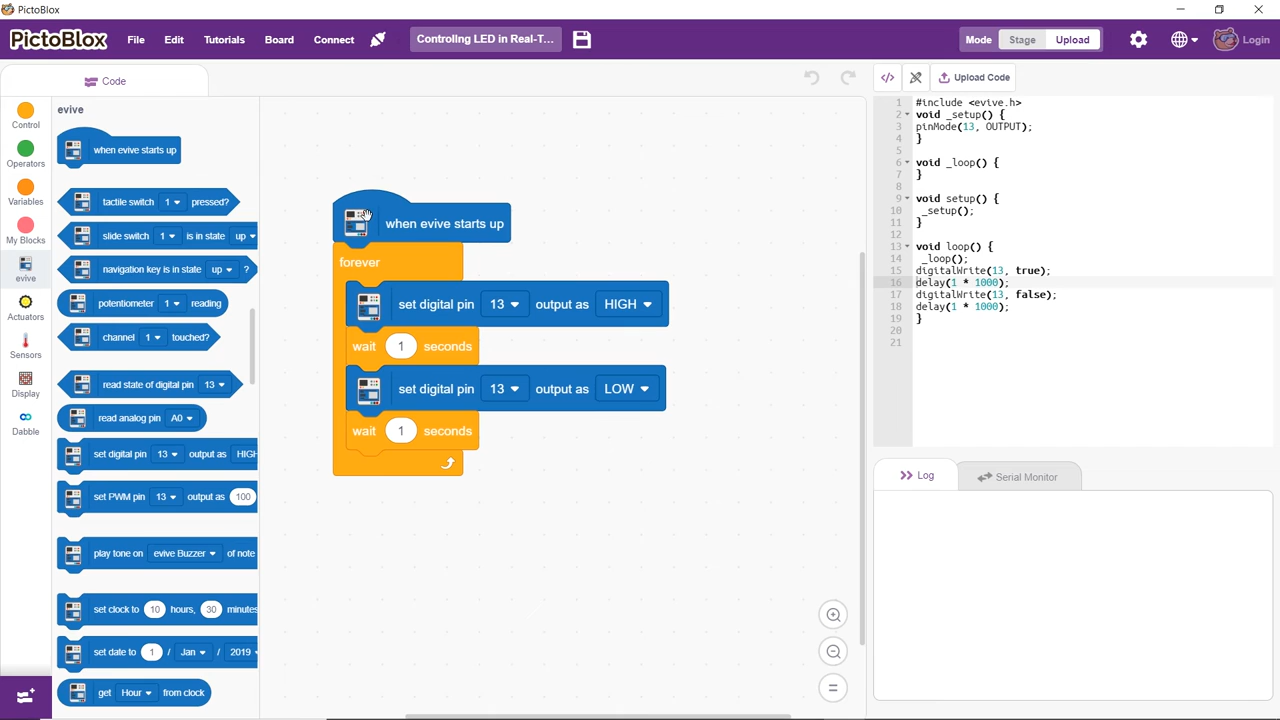 PictoBlox
PictoBlox File Edit Tutorials Board Connect Controlling LED in Real-T... Mode Stage Upload Login
Code
Upload Code
evive
Control
Operators
Variables
My Blocks
evive
Actuators
Sensors
Display
Dabble
when evive starts up
tactile switch 1 pressed?
slide switch 1 is in state up
navigation key is in state up ?
potentiometer 1 reading
channel 1 touched?
read state of digital pin 13
read analog pin A0
set digital pin 13 output as HIGH
set PWM pin 13 output as 100
play tone on evive Buzzer of note
set clock to 10 hours, 30 minutes
set date to 1 / Jan / 2019
get Hour from clock
when evive starts up
forever
set digital pin 13 output as HIGH
wait 1 seconds
set digital pin 13 output as LOW
wait 1 seconds
1 #include <evive.h>
2 void _setup() {
3 pinMode(13, OUTPUT);
4 }
5
6 void _loop() {
7 }
8
9 void setup() {
10 _setup();
11 }
12
13 void loop() {
14 _loop();
15 digitalWrite(13, true);
16 delay(1 * 1000);
17 digitalWrite(13, false);
18 delay(1 * 1000);
19 }
20
21
Log Serial Monitor